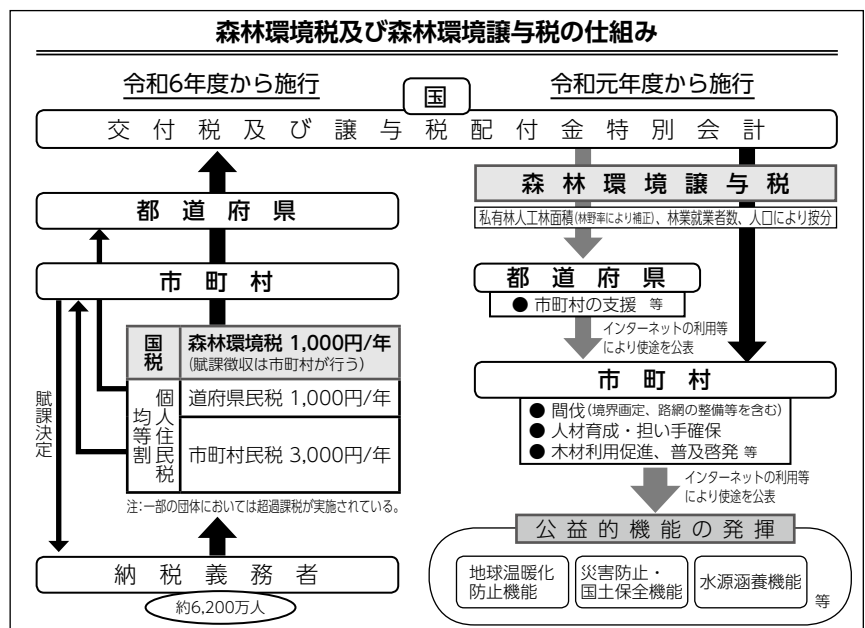 森林環境税及び森林環境譲与税の仕組み
令和6年度から施行
国
令和元年度から施行
交付税及び譲与税配付金特別会計
都道府県
市町村
国税
森林環境税 1,000円/年
(賦課徴収は市町村が行う)
個人住民税
均等割
道府県民税 1,000円/年
市町村民税 3,000円/年
注:一部の団体においては超過課税が実施されている。
賦課決定
納税義務者
約6,200万人
森林環境譲与税
私有林人工林面積(林野率により補正)、林業就業者数、人口により按分
都道府県
● 市町村の支援 等
インターネットの利用等
により使途を公表
市町村
● 間伐(境界画定、路網の整備等を含む)
● 人材育成・担い手確保
● 木材利用促進、普及啓発 等
インターネットの利用等
により使途を公表
公益的機能の発揮
地球温暖化
防止機能
災害防止・
国土保全機能
水源涵養機能
等